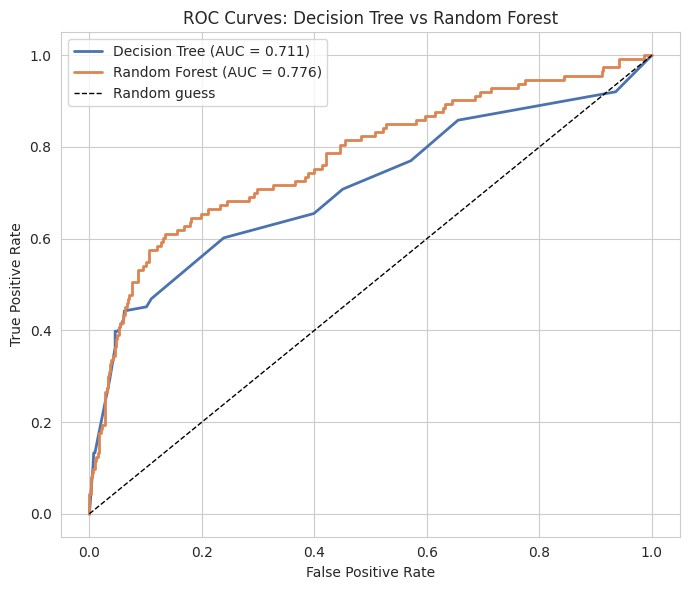 ROC Curves: Decision Tree vs Random Forest
Decision Tree (AUC = 0.711)
Random Forest (AUC = 0.776)
Random guess
True Positive Rate
1.0
0.8
0.6
0.4
0.2
0.0
0.0 0.2 0.4 0.6 0.8 1.0
False Positive Rate